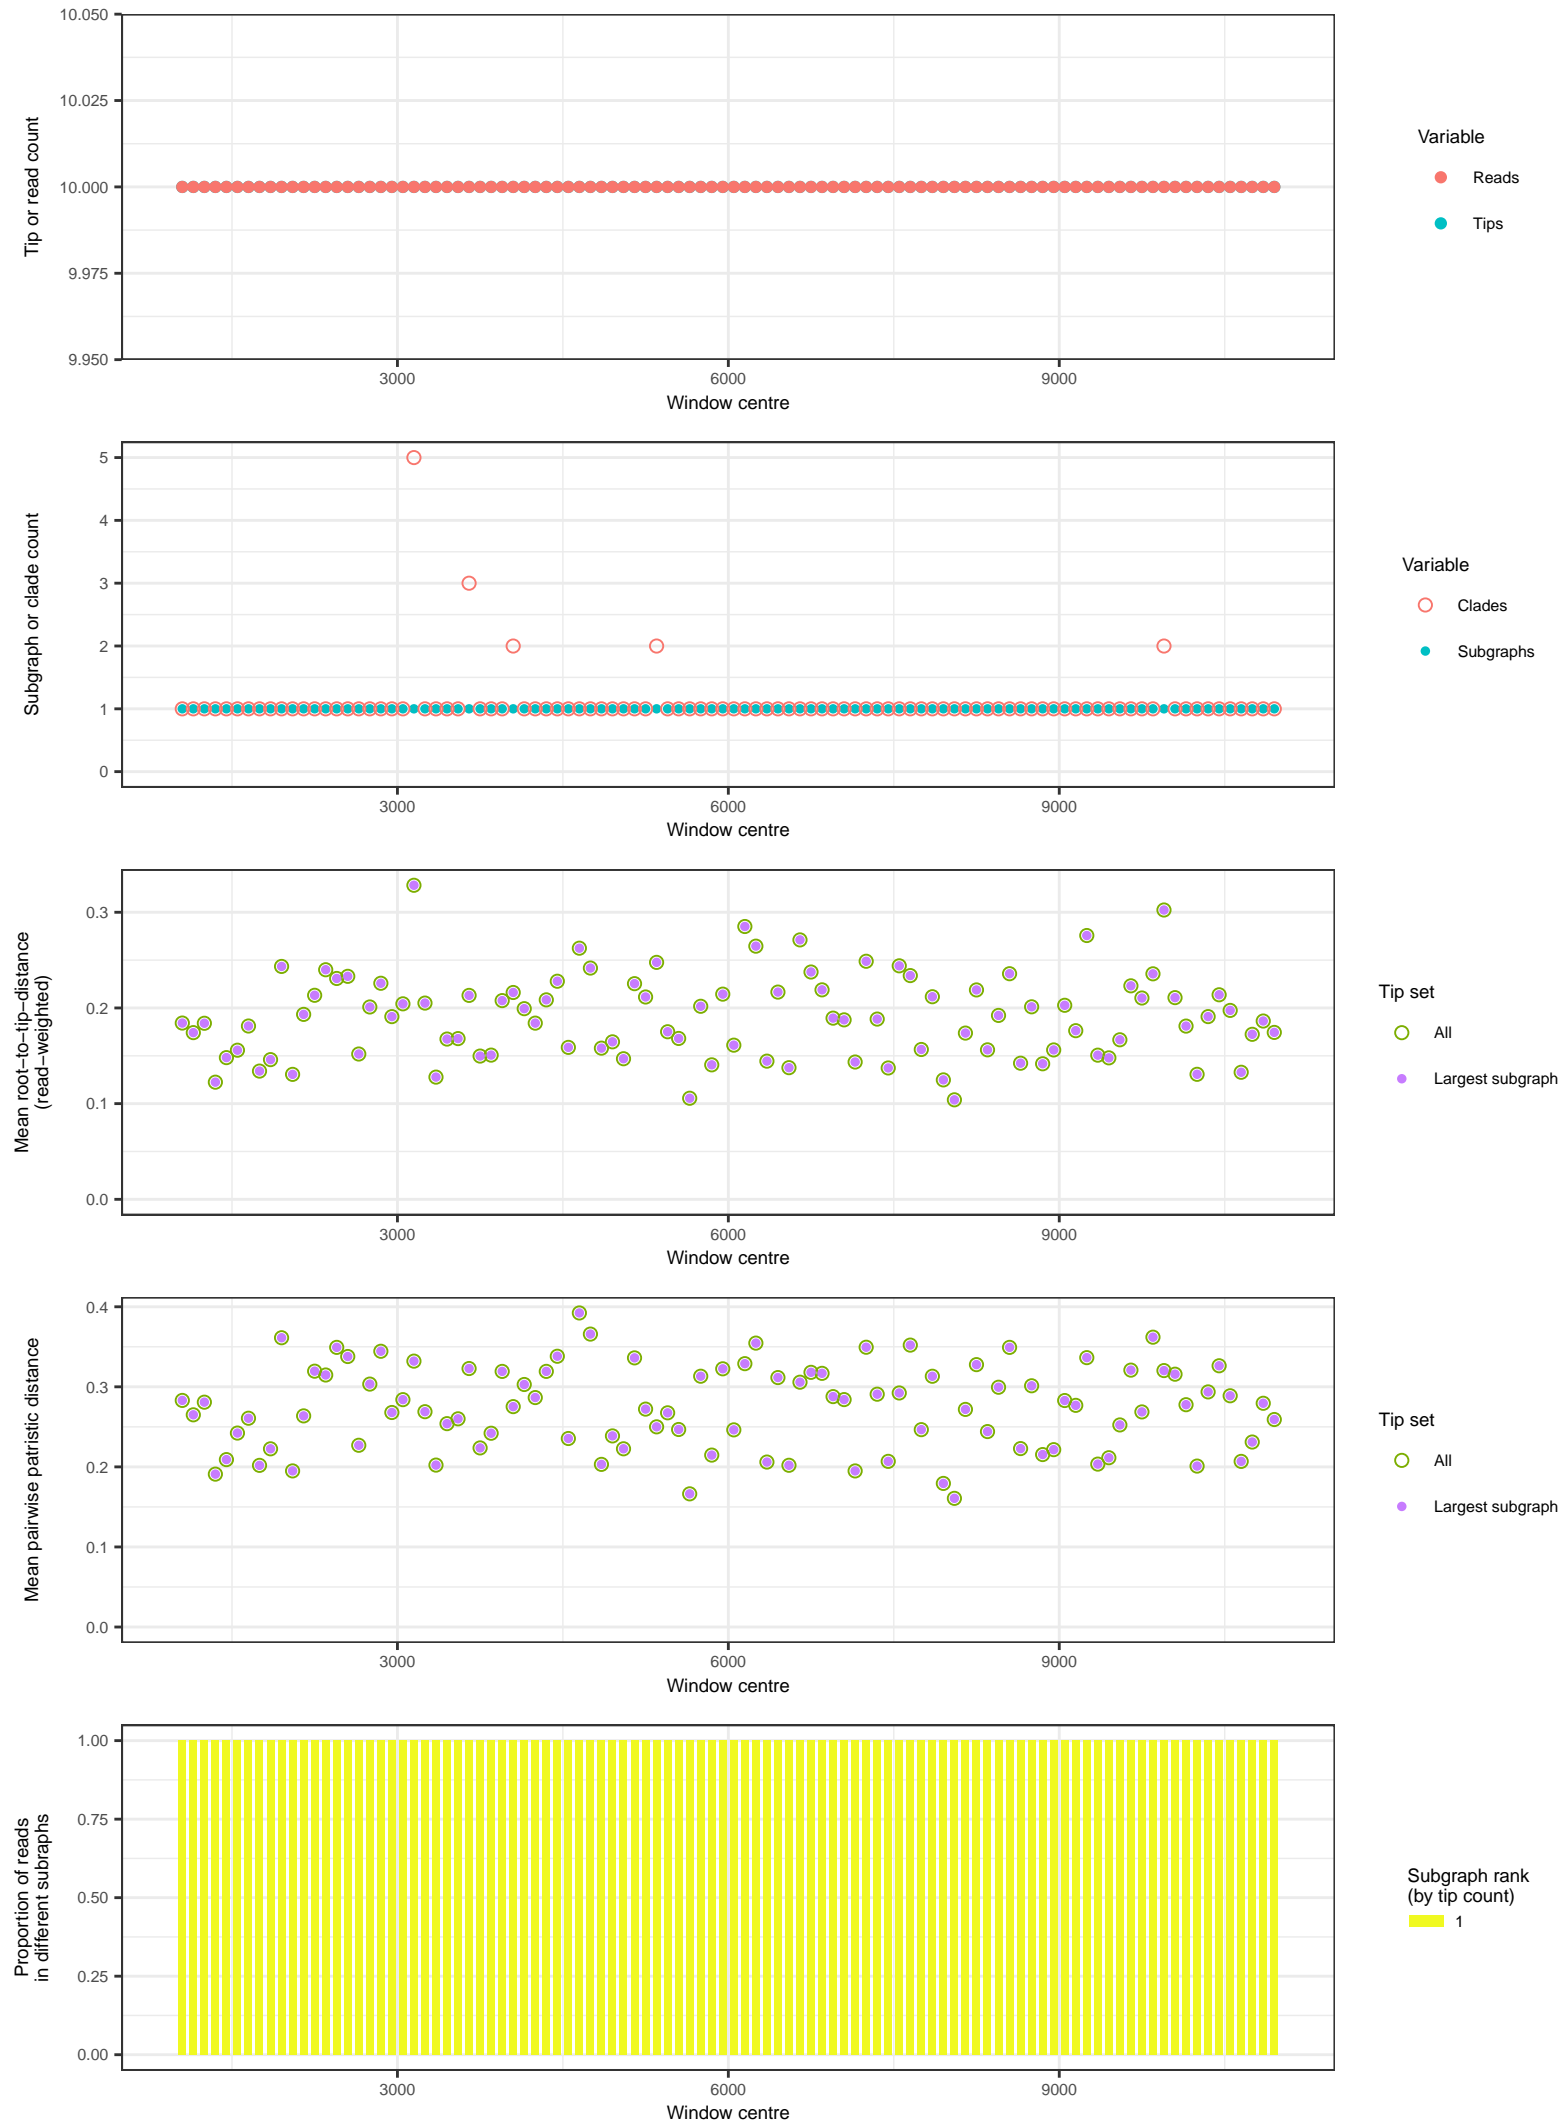 10.050
10.025
10.000
9.975
9.950
Tip or read count
3000
6000
9000
Window centre
Variable
Reads
Tips
5
4
3
2
1
0
Subgraph or clade count
3000
6000
9000
Window centre
Variable
Clades
Subgraphs
0.3
0.2
0.1
0.0
Mean root−to−tip−distance
(read−weighted)
3000
6000
9000
Window centre
Tip set
All
Largest subgraph
0.4
0.3
0.2
0.1
0.0
Mean pairwise patristic distance
3000
6000
9000
Window centre
Tip set
All
Largest subgraph
1.00
0.75
0.50
0.25
0.00
Proportion of reads
in different subraphs
3000
6000
9000
Window centre
Subgraph rank
(by tip count)
1